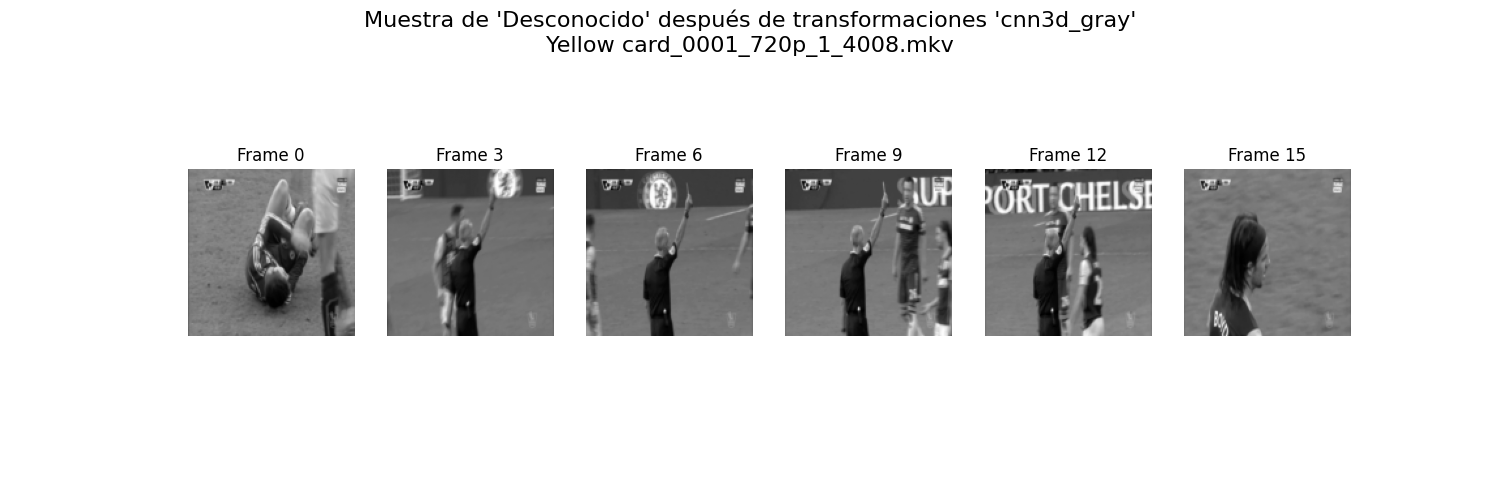 Muestra de 'Desconocido' después de transformaciones 'cnn3d_gray'
Yellow card_0001_720p_1_4008.mkv
Frame 0
Frame 3
Frame 6
Frame 9
Frame 12
Frame 15
SUP
PORT CHELSE